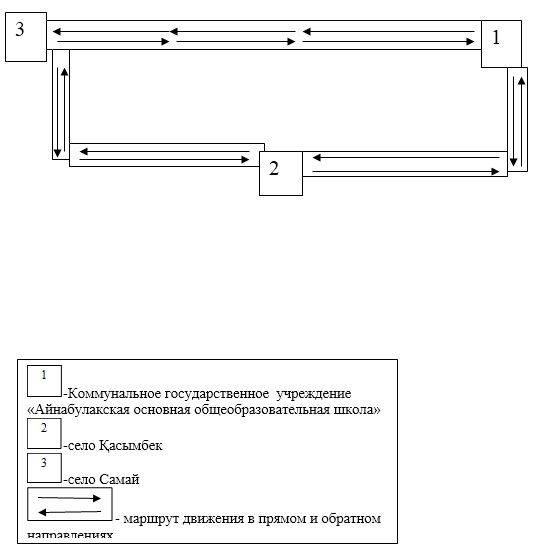 3
1
2
1
-Коммунальное государственное учреждение
«Айнабулакская основная общеобразовательная школа»
2
-село Қасымбек
3
-село Самай
- маршрут движения в прямом и обратном
направлениях